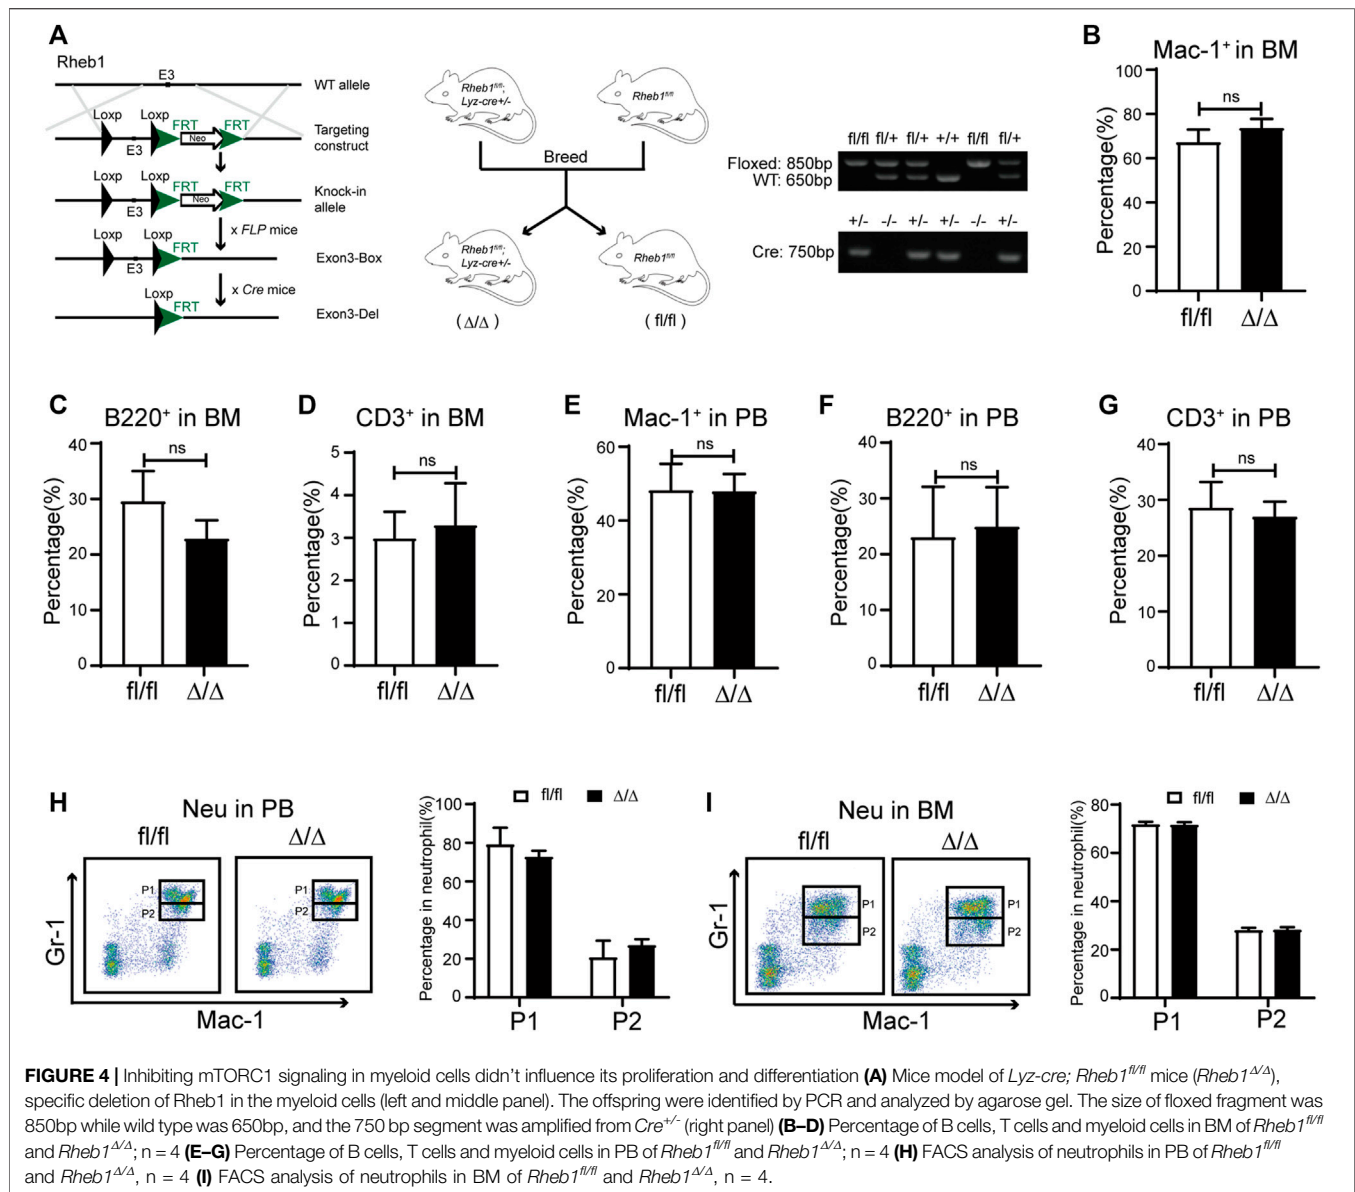 A
Rheb1
E3
WT allele
Loxp Loxp
FRT FRT
Neo
E3
Targeting
construct
FRT FRT
Neo
E3
Knock-in
allele
x FLP mice
Loxp Loxp
FRT
E3
Exon3-Box
x Cre mice
Loxp
FRT
Exon3-Del
Rheb1fl/fl;
Lyz-cre+/-
Rheb1fl/fl
Breed
Rheb1fl/fl;
Lyz-cre+/-
Rheb1fl/fl
( Δ/Δ )
( fl/fl )
fl/fl fl/+ fl/+ +/+ fl/fl fl/+
Floxed: 850bp
WT: 650bp
+/- -/- +/- +/- -/- +/-
Cre: 750bp
B
Mac-1+ in BM
Percentage(%)
100
80
60
40
20
0
ns
fl/fl Δ/Δ
C
B220+ in BM
Percentage(%)
40
30
20
10
0
ns
fl/fl Δ/Δ
D
CD3+ in BM
Percentage(%)
5
4
3
2
1
0
ns
fl/fl Δ/Δ
E
Mac-1+ in PB
Percentage(%)
60
40
20
0
ns
fl/fl Δ/Δ
F
B220+ in PB
Percentage(%)
40
30
20
10
0
ns
fl/fl Δ/Δ
G
CD3+ in PB
Percentage(%)
40
30
20
10
0
ns
fl/fl Δ/Δ
H
Neu in PB
fl/fl Δ/Δ
P1
P2
P1
P2
Gr-1
Mac-1
Percentage in neutrophil(%)
fl/fl Δ/Δ
100
80
60
40
20
0
P1 P2
I
Neu in BM
fl/fl Δ/Δ
P1
P2
P1
P2
Gr-1
Mac-1
Percentage in neutrophil(%)
fl/fl Δ/Δ
80
60
40
20
0
P1 P2
FIGURE 4 | Inhibiting mTORC1 signaling in myeloid cells didn’t influence its proliferation and differentiation (A) Mice model of Lyz-cre; Rheb1fl/fl mice (Rheb1Δ/Δ),
specific deletion of Rheb1 in the myeloid cells (left and middle panel). The offspring were identified by PCR and analyzed by agarose gel. The size of floxed fragment was
850bp while wild type was 650bp, and the 750 bp segment was amplified from Cre+/- (right panel) (B–D) Percentage of B cells, T cells and myeloid cells in BM of Rheb1fl/fl
and Rheb1Δ/Δ; n = 4 (E–G) Percentage of B cells, T cells and myeloid cells in PB of Rheb1fl/fl and Rheb1Δ/Δ; n = 4 (H) FACS analysis of neutrophils in PB of Rheb1fl/fl
and Rheb1Δ/Δ, n = 4 (I) FACS analysis of neutrophils in BM of Rheb1fl/fl and Rheb1Δ/Δ, n = 4.